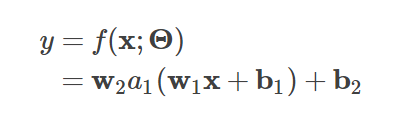 y = f(x; Θ)
= w₂a₁(w₁x + b₁) + b₂